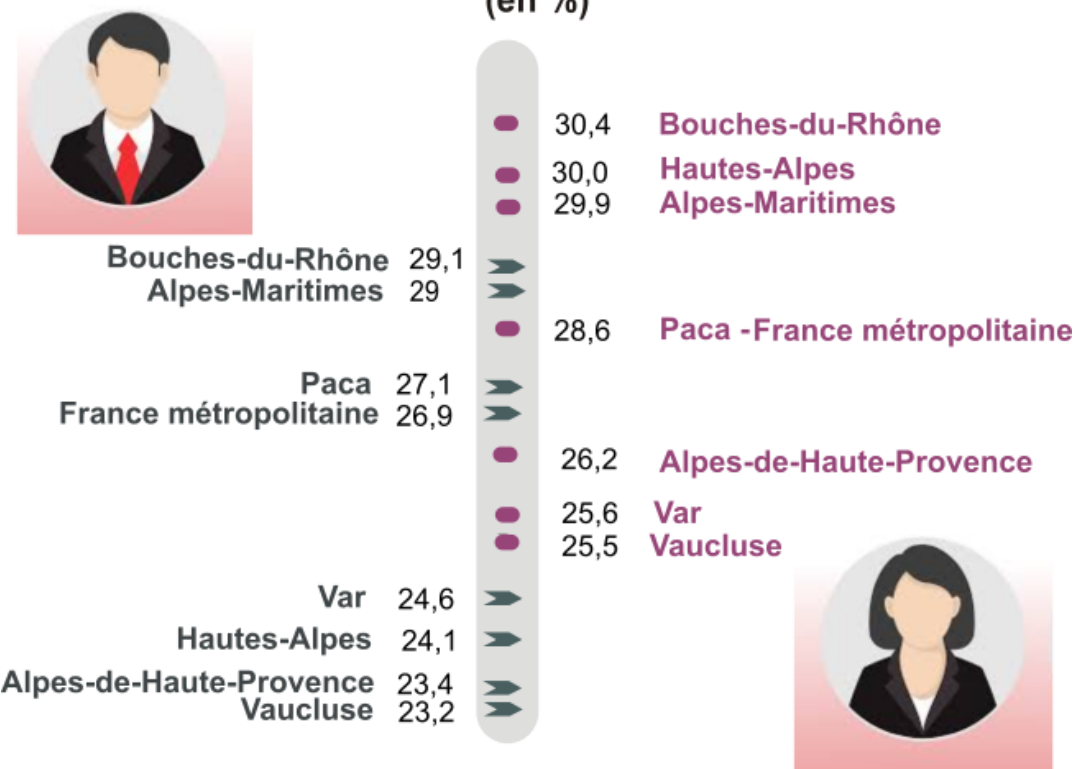 (en %)
30,4 Bouches-du-Rhône
30,0 Hautes-Alpes
29,9 Alpes-Maritimes
Bouches-du-Rhône 29,1
Alpes-Maritimes 29
28,6 Paca -France métropolitaine
Paca 27,1
France métropolitaine 26,9
26,2 Alpes-de-Haute-Provence
25,6 Var
25,5 Vaucluse
Var 24,6
Hautes-Alpes 24,1
Alpes-de-Haute-Provence 23,4
Vaucluse 23,2